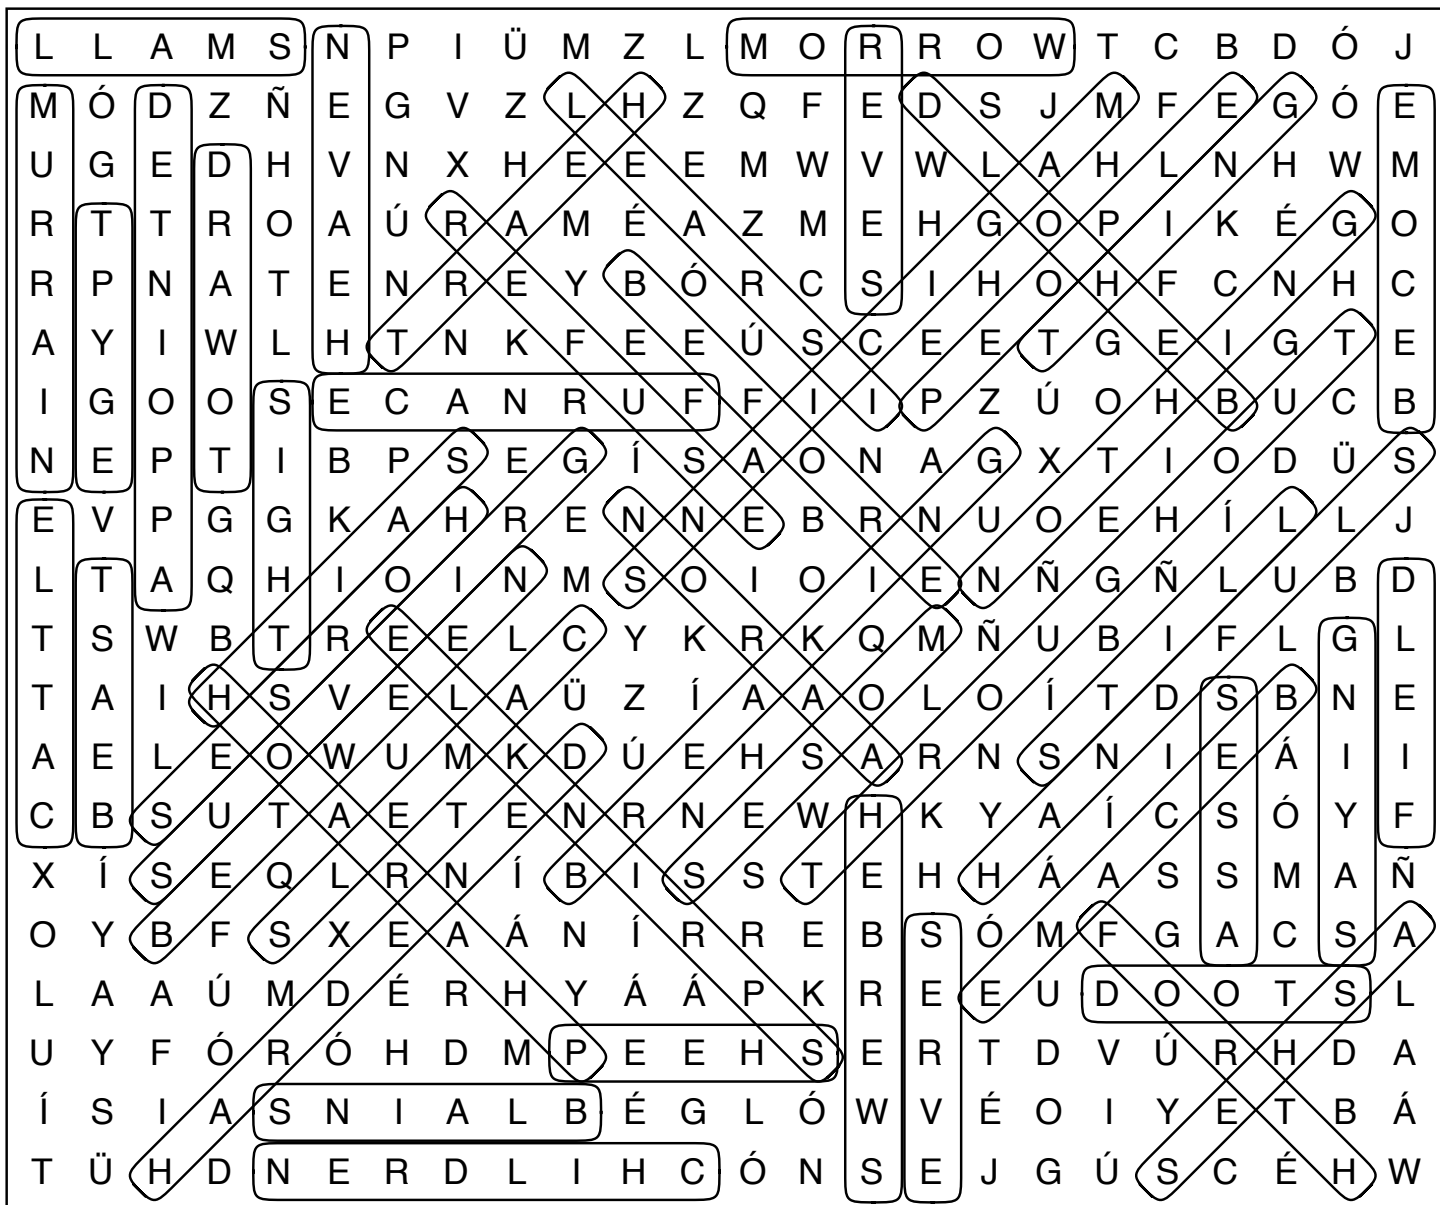 L L A M S N P I Ü M Z L M O R R O W T C B D Ó J
M Ó D Z Ñ E G V Z L H Z Q F E D S J M F E G Ó E
U G E D H V N X H E E E M W V W L A H L N H W M
R T T R O A Ú R A M É A Z M E H G O P I K É G O
R P N A T E N R E Y B Ó R C S I H O H F C N H C
A Y I W L H T N K F E E Ú S C E E T G E I G T E
I G O O S E C A N R U F F I I P Z Ú O H B U C B
N E P T I B P S E G Í S A O N A G X T I O D Ü S
E V P G G K A H R E N N E B R N U O E H Í L L J
L T A Q H I O I N M S O I O I E N Ñ G Ñ L U B D
T S W B T R E E L C Y K R K Q M Ñ U B I F L G L
T A I H S V E L A Ü Z Í A A O L O Í T D S B N E
A E L E O W U M K D Ú E H S A R N S N I E Á I I
C B S U T A E T E N R N E W H K Y A Í C S Ó Y F
X Í S E Q L R N Í B I S S T E H H Á A S S M A Ñ
O Y B F S X E A Á N Í R R E B S Ó M F G A C S A
L A A Ú M D É R H Y Á Á P K R E E U D O O T S L
U Y F Ó R Ó H D M P E E H S E R T D V Ú R H D A
Í S I A S N I A L B É G L Ó W V É O I Y E T B Á
T Ü H D N E R D L I H C Ó N S E J G Ú S C É H W